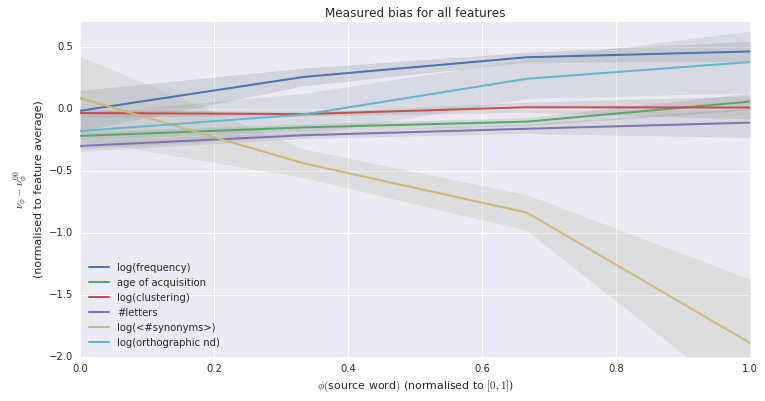 Measured bias for all features
0.5
0.0
−0.5
−1.0
−1.5
−2.0
ν_ϕ − ν_ϕ^00
(normalised to feature average)
log(frequency)
age of acquisition
log(clustering)
#letters
log(<#synonyms>)
log(orthographic nd)
0.0 0.2 0.4 0.6 0.8 1.0
ϕ(source word) (normalised to [0, 1])